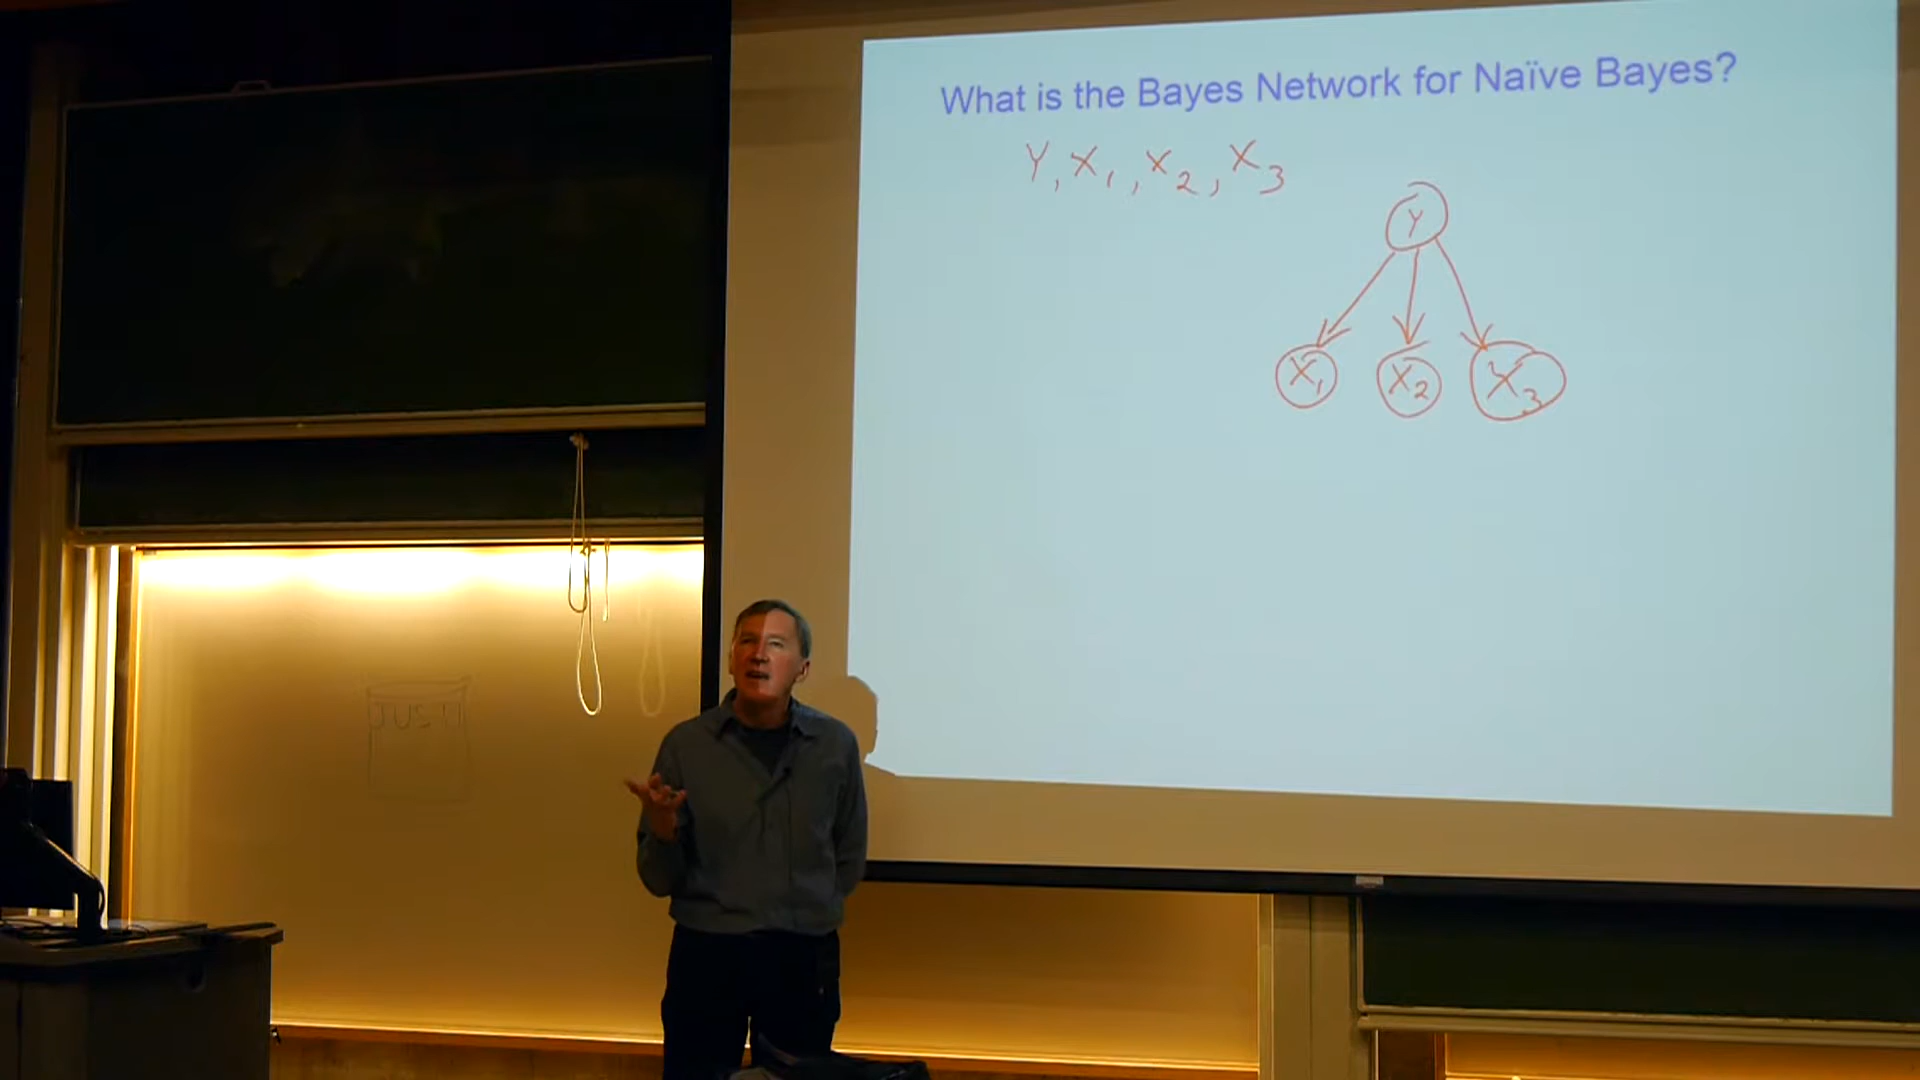 What is the Bayes Network for Naïve Bayes?
Y, X1, X2, X3
Y
X1 X2 X3